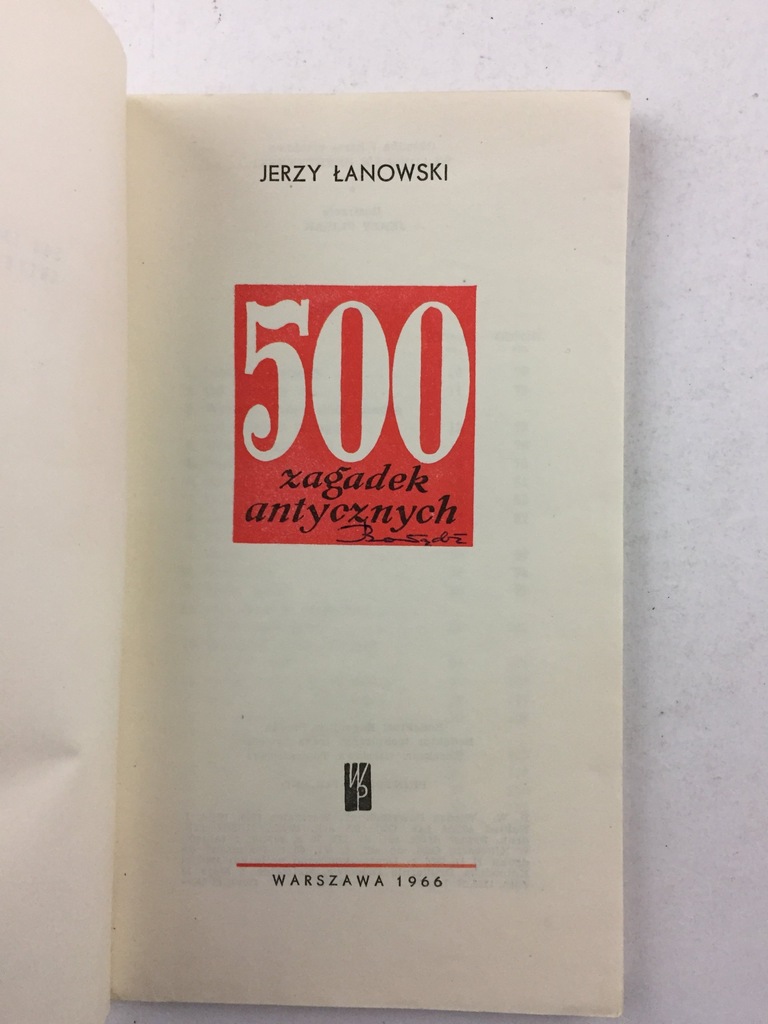 JERZY ŁANOWSKI
500
zagadek
antycznych
WP
WARSZAWA 1966